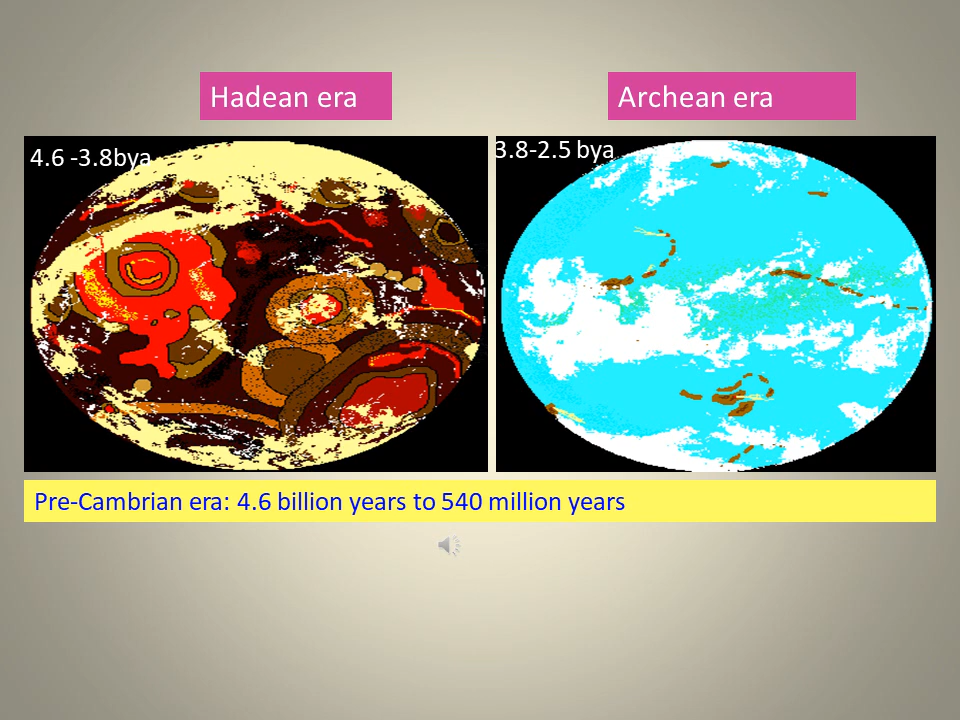 Hadean era
Archean era
4.6 -3.8bya
3.8-2.5 bya
Pre-Cambrian era: 4.6 billion years to 540 million years